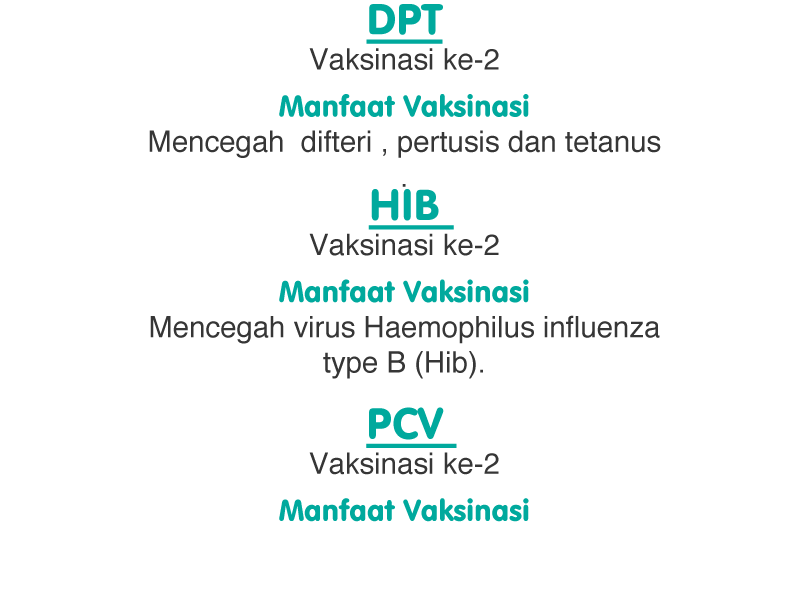 DPT
Vaksinasi ke-2
Manfaat Vaksinasi
Mencegah  difteri , pertusis dan tetanus
.
HIB
Vaksinasi ke-2
Manfaat Vaksinasi
Mencegah virus Haemophilus influenza
type B (Hib).
PCV
Vaksinasi ke-2
Manfaat Vaksinasi